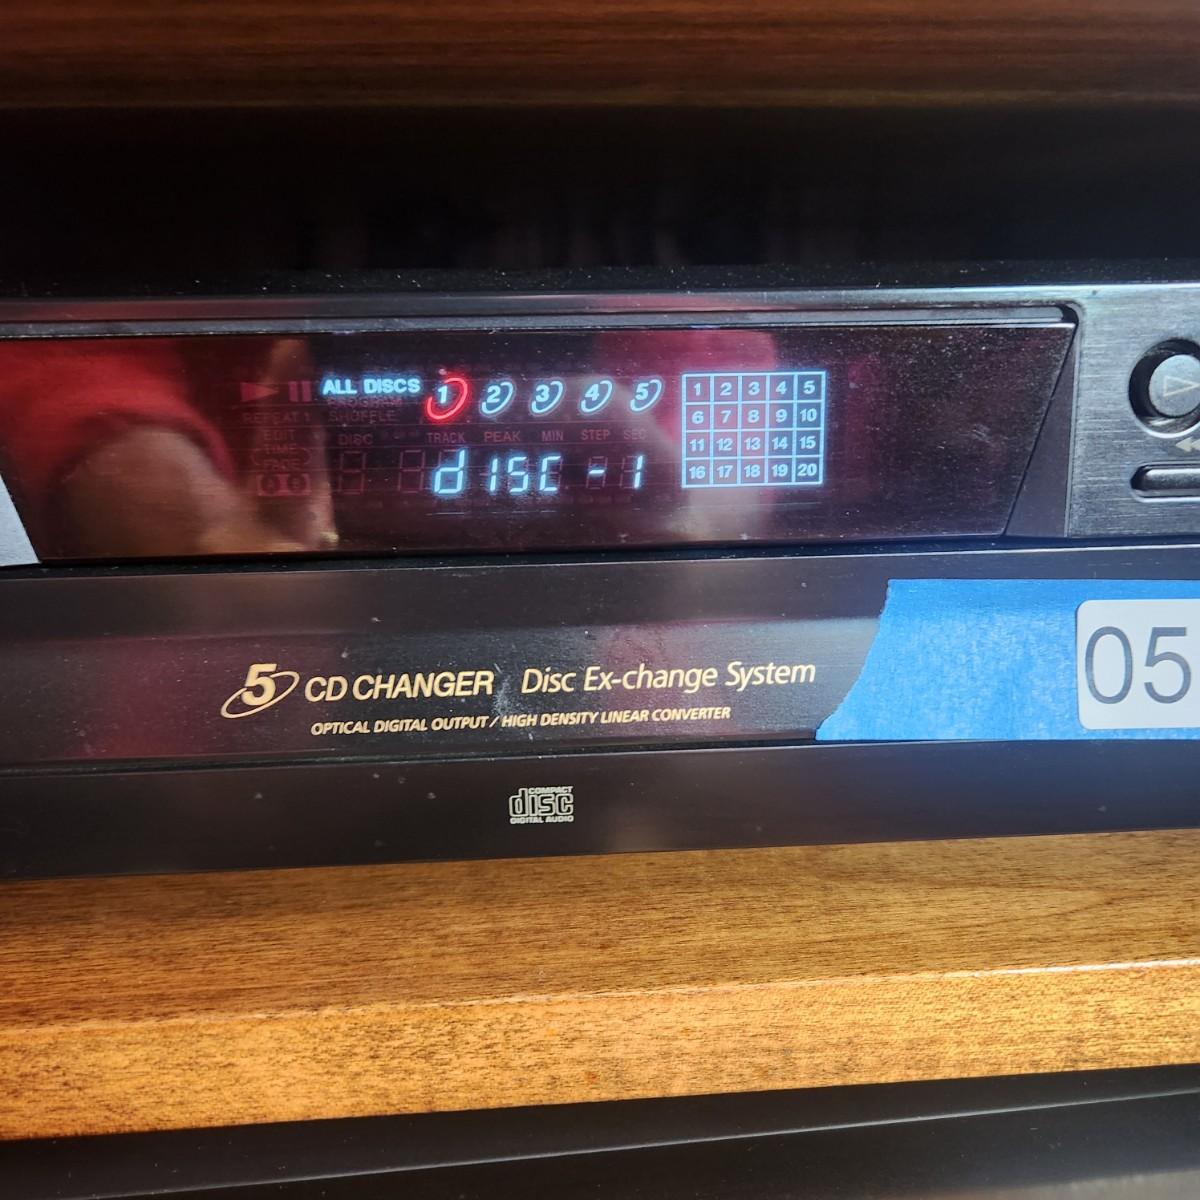 ALL DISCS 1 2 3 4 5
PROGRAM
REPEAT 1 SHUFFLE
EDIT
TIME
FADE
DISC TRACK PEAK MIN STEP SEC
dISC - 1
1 2 3 4 5
6 7 8 9 10
11 12 13 14 15
16 17 18 19 20
5 CD CHANGER Disc Ex-change System
OPTICAL DIGITAL OUTPUT / HIGH DENSITY LINEAR CONVERTER
05
COMPACT
disc
DIGITAL AUDIO